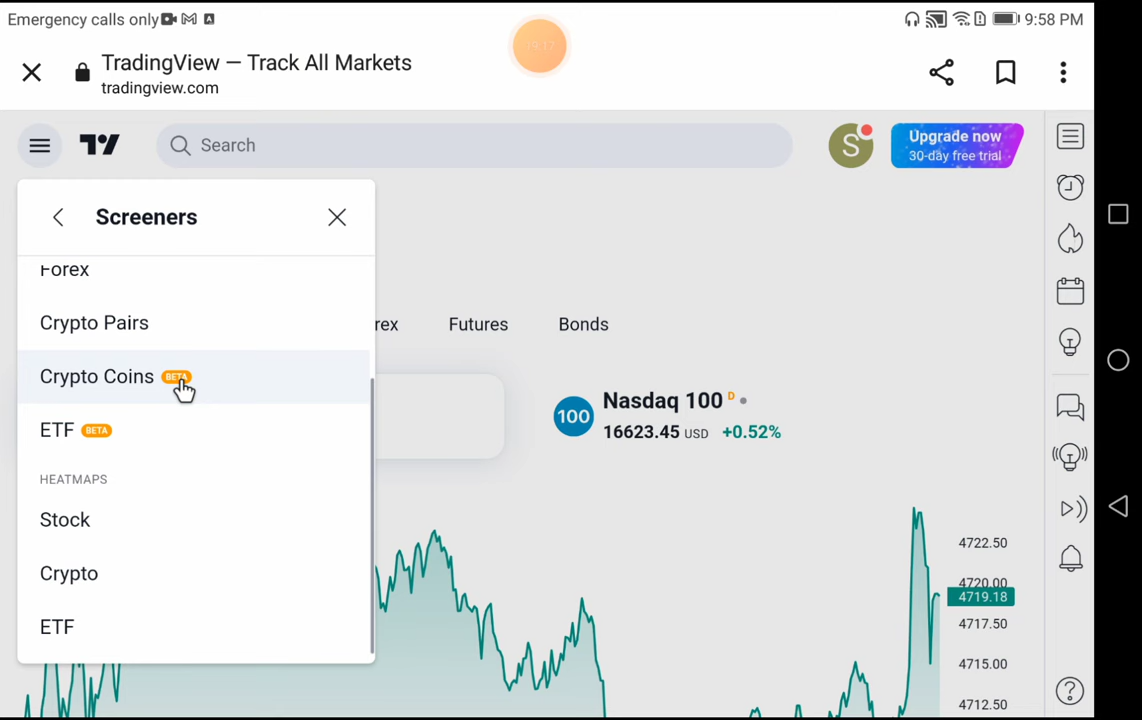 Emergency calls only
9:58 PM
19:17
TradingView — Track All Markets
tradingview.com
Search
S
Upgrade now
30-day free trial
Screeners
Forex
Crypto Pairs
Crypto Coins BETA
ETF BETA
HEATMAPS
Stock
Crypto
ETF
rex
Futures
Bonds
100
Nasdaq 100 D
16623.45 USD +0.52%
4722.50
4720.00
4719.18
4717.50
4715.00
4712.50